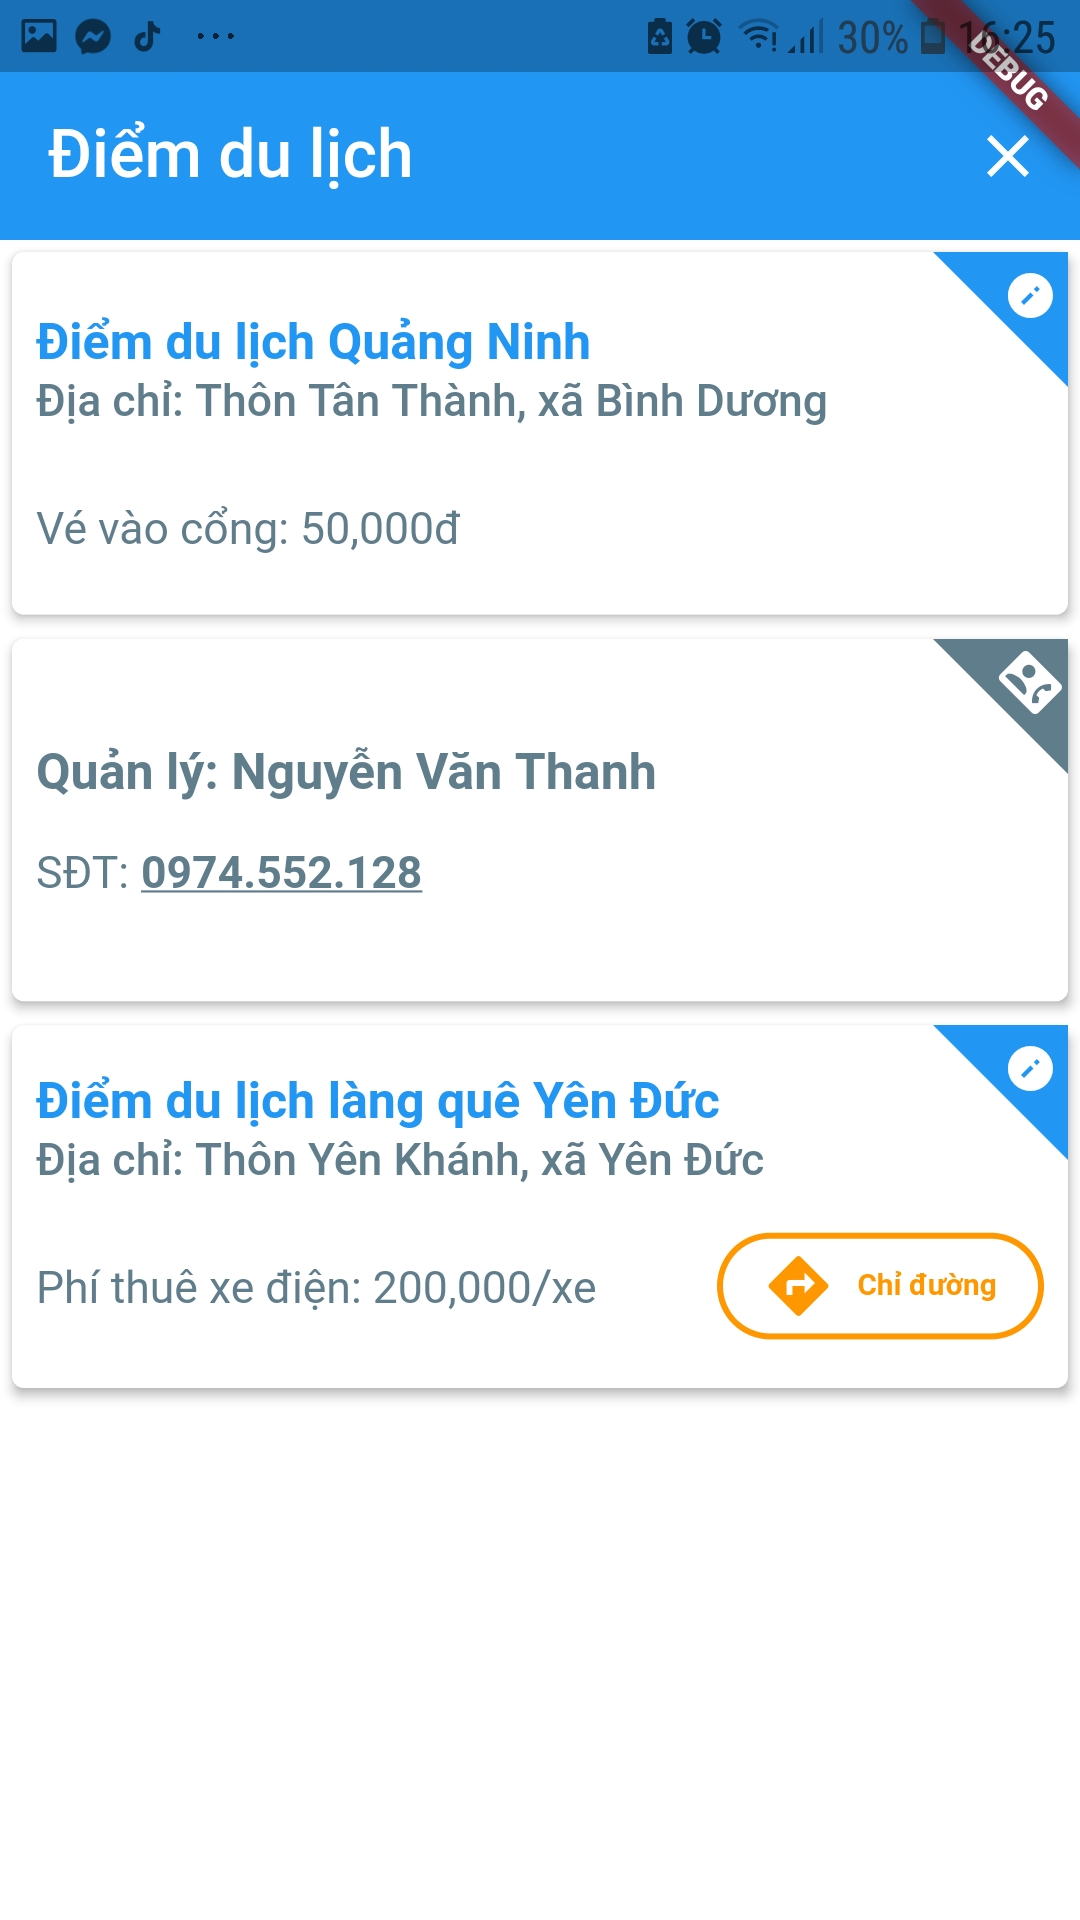 30% 16:25
DEBUG
Điểm du lịch
Điểm du lịch Quảng Ninh
Địa chỉ: Thôn Tân Thành, xã Bình Dương
Vé vào cổng: 50,000đ
Quản lý: Nguyễn Văn Thanh
SĐT: 0974.552.128
Điểm du lịch làng quê Yên Đức
Địa chỉ: Thôn Yên Khánh, xã Yên Đức
Phí thuê xe điện: 200,000/xe
Chỉ đường